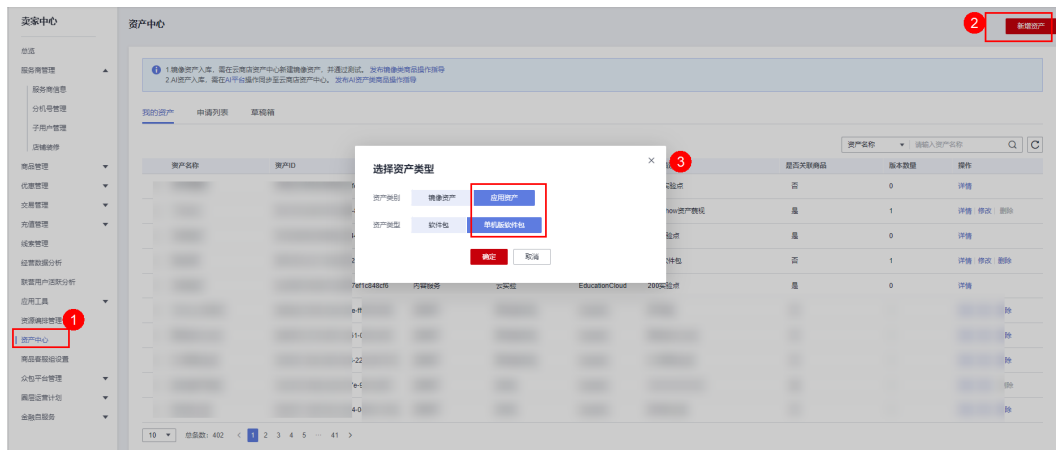 卖家中心
总览
服务商管理
服务商信息
分机号管理
子用户管理
店铺装修
商品管理
优惠管理
交易管理
充值管理
线索管理
经营数据分析
联营用户活跃分析
应用工具
资源编排管理
1
资产中心
商品客服组设置
众包平台管理
圈层运营计划
金融自服务
资产中心
2
新增资产
1.镜像资产入库，需在云商店资产中心新建镜像资产，并通过测试。 发布镜像类商品操作指导
2.AI资产入库，需在AI平台操作同步至云商店资产中心。 发布AI资产类商品操作指导
我的资产 申请列表 草稿箱
资产名称 请输入资产名称
资产名称 资产ID 是否关联商品 版本数量 操作
否 0 详情
how资产 是 1 详情 修改 删除
是 0 详情
件包 否 1 详情 修改 删除
7ef1c848cf6 内容服务 云实验 EducationCloud 200实验点 是 0 详情
选择资产类型
3
资产类别 镜像资产 应用资产
资产类型 软件包 单机版软件包
确定 取消
10 总条数: 402 < 1 2 3 4 5 ... 41 >